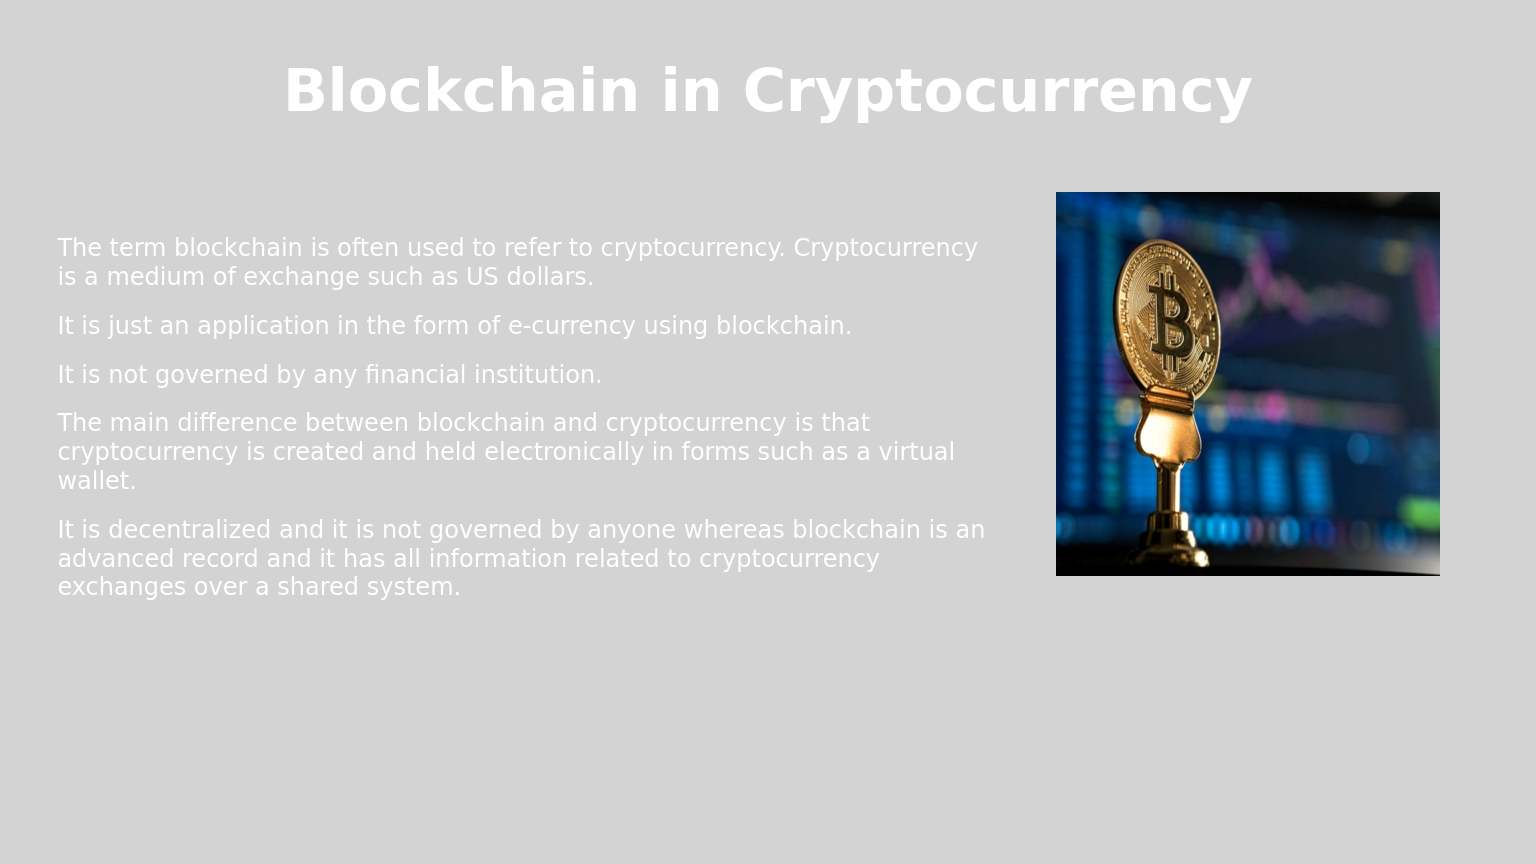 Blockchain in Cryptocurrency
The term blockchain is often used to refer to cryptocurrency. Cryptocurrency
is a medium of exchange such as US dollars.
It is just an application in the form of e-currency using blockchain.
It is not governed by any financial institution.
The main difference between blockchain and cryptocurrency is that
cryptocurrency is created and held electronically in forms such as a virtual
wallet.
It is decentralized and it is not governed by anyone whereas blockchain is an
advanced record and it has all information related to cryptocurrency
exchanges over a shared system.